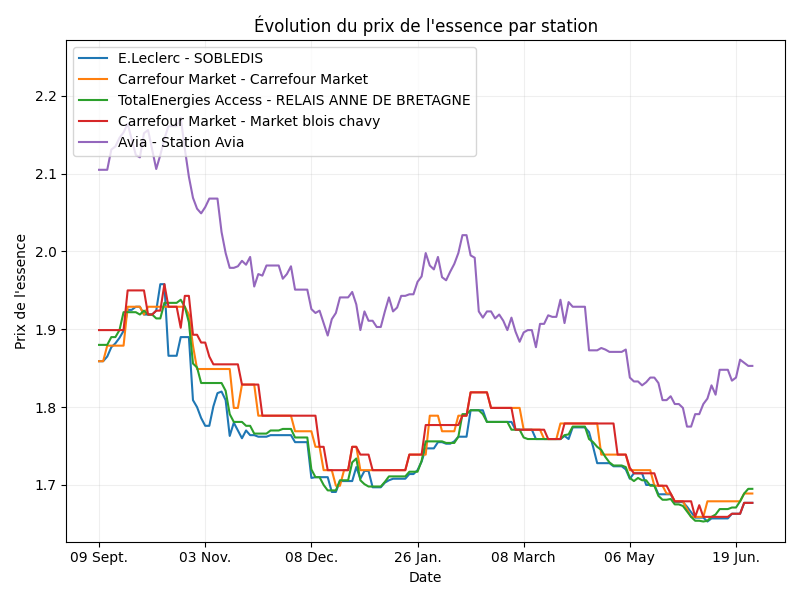 Évolution du prix de l'essence par station
E.Leclerc - SOBLEDIS
Carrefour Market - Carrefour Market
TotalEnergies Access - RELAIS ANNE DE BRETAGNE
Carrefour Market - Market blois chavy
Avia - Station Avia
Prix de l'essence
2.2
2.1
2.0
1.9
1.8
1.7
09 Sept.
03 Nov.
08 Dec.
26 Jan.
08 March
06 May
19 Jun.
Date